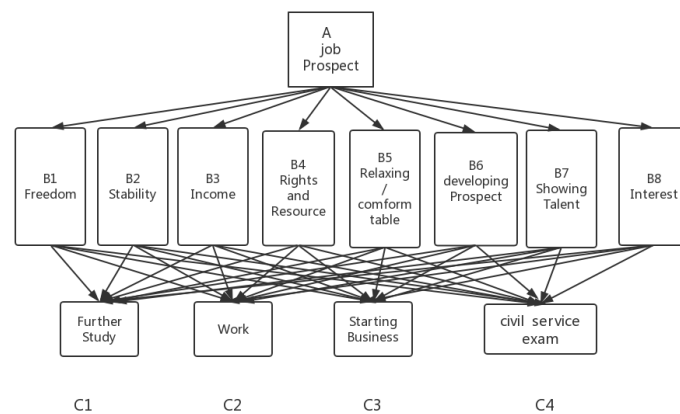 A
job
Prospect
B1
Freedom
B2
Stability
B3
Income
B4
Rights
and
Resource
B5
Relaxing
/
comform
table
B6
developing
Prospect
B7
Showing
Talent
B8
Interest
Further
Study
Work
Starting
Business
civil service
exam
C1
C2
C3
C4